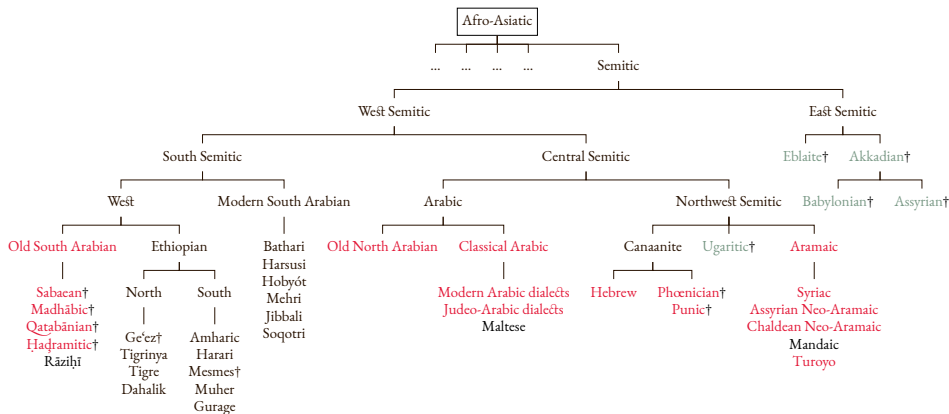 Afro-Asiatic
... ... ... ... Semitic
West Semitic East Semitic
South Semitic Central Semitic Eblaite† Akkadian†
West Modern South Arabian Arabic Northwest Semitic Babylonian† Assyrian†
Old South Arabian Ethiopian Bathari Old North Arabian Classical Arabic Canaanite Ugaritic† Aramaic
Harsusi
Hobyót
Mehri
Jibbali
Soqotri
Sabaean† North South Modern Arabic dialects Hebrew Phœnician† Syriac
Madhābic† Judeo-Arabic dialects Punic† Assyrian Neo-Aramaic
Qatabānian† Maltese Chaldean Neo-Aramaic
Ḥaḍramitic† Mandaic
Rāziḥī Turoyo
Geʿez† Amharic
Tigrinya Harari
Tigre Mesmes†
Dahalik Muher
Gurage